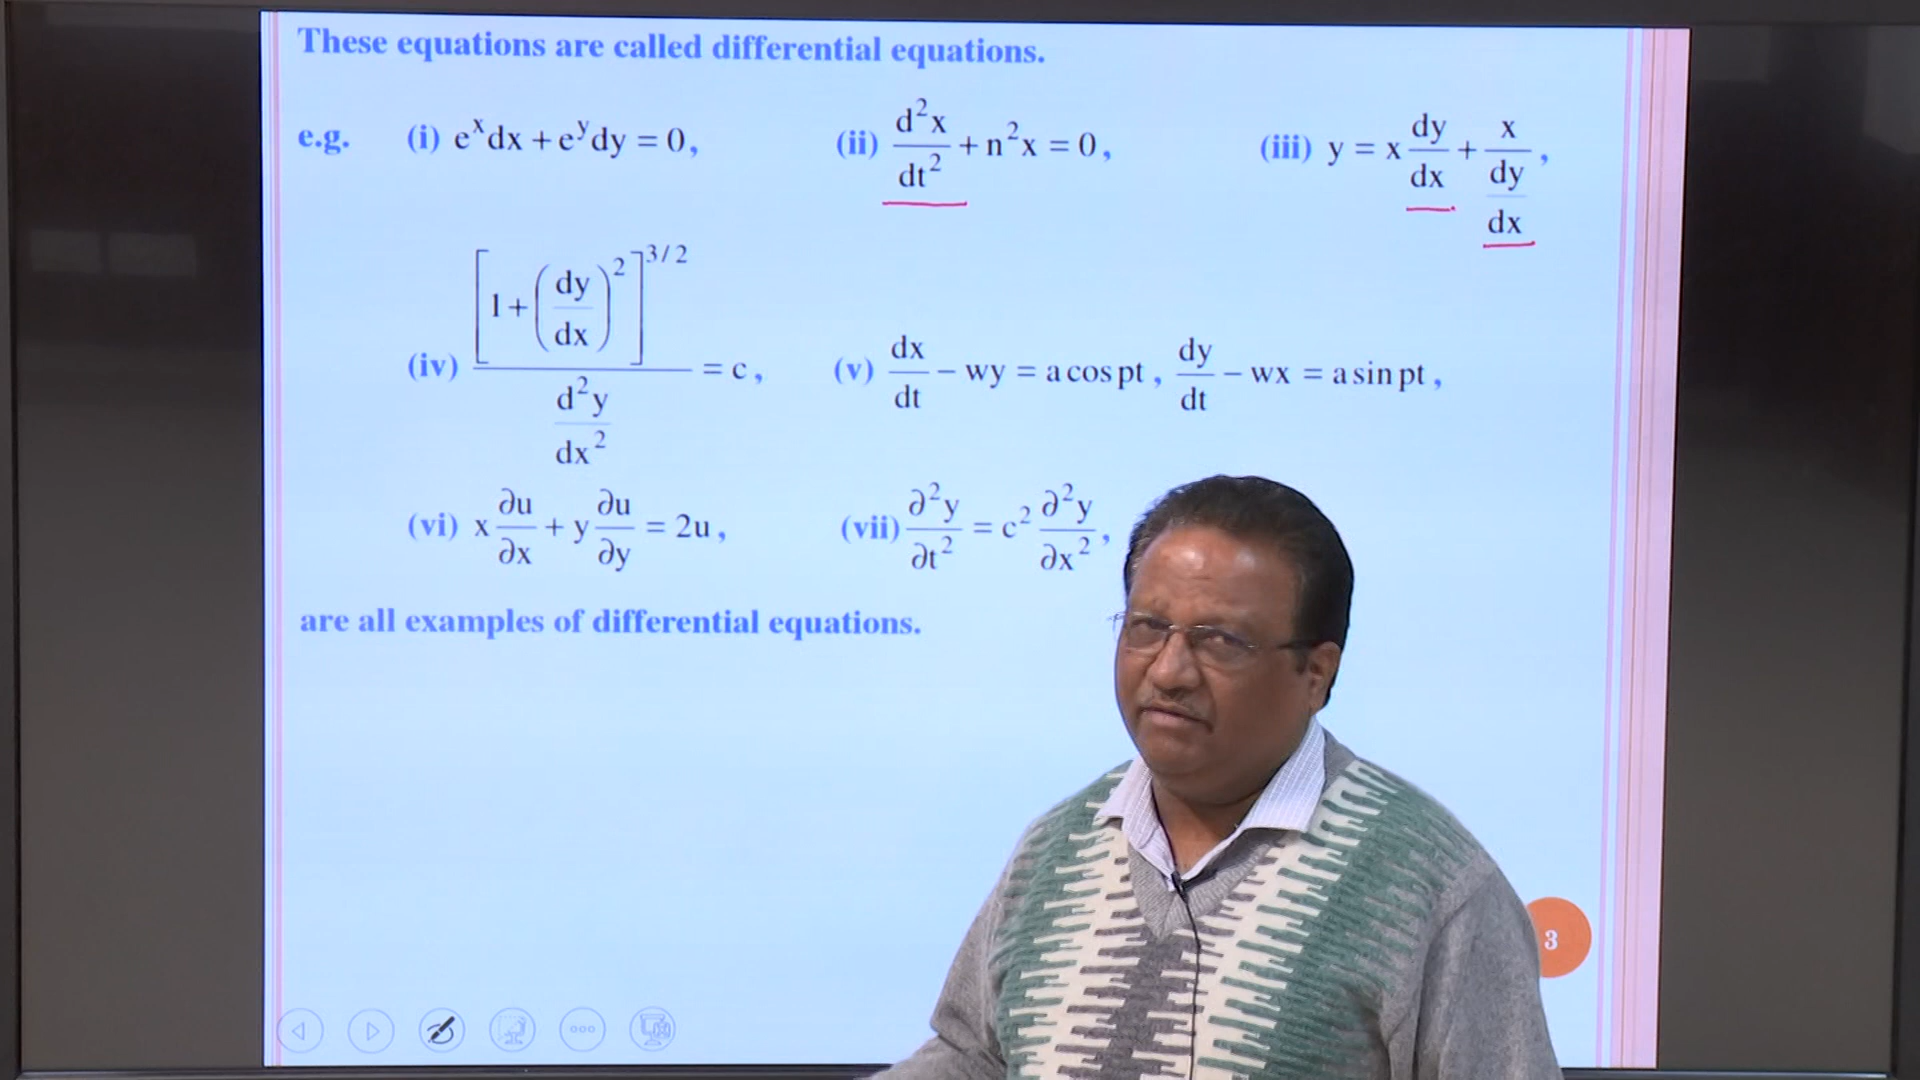 These equations are called differential equations.
e.g. (i) eˣdx + eʸdy = 0, (ii) d²x/dt² + n²x = 0, (iii) y = x dy/dx + x/(dy/dx),
(iv) [1+(dy/dx)²]^3/2 / (d²y/dx²) = c, (v) dx/dt − wy = a cos pt, dy/dt − wx = a sin pt,
(vi) x ∂u/∂x + y ∂u/∂y = 2u, (vii) ∂²y/∂t² = c² ∂²y/∂x²,
are all examples of differential equations.
3